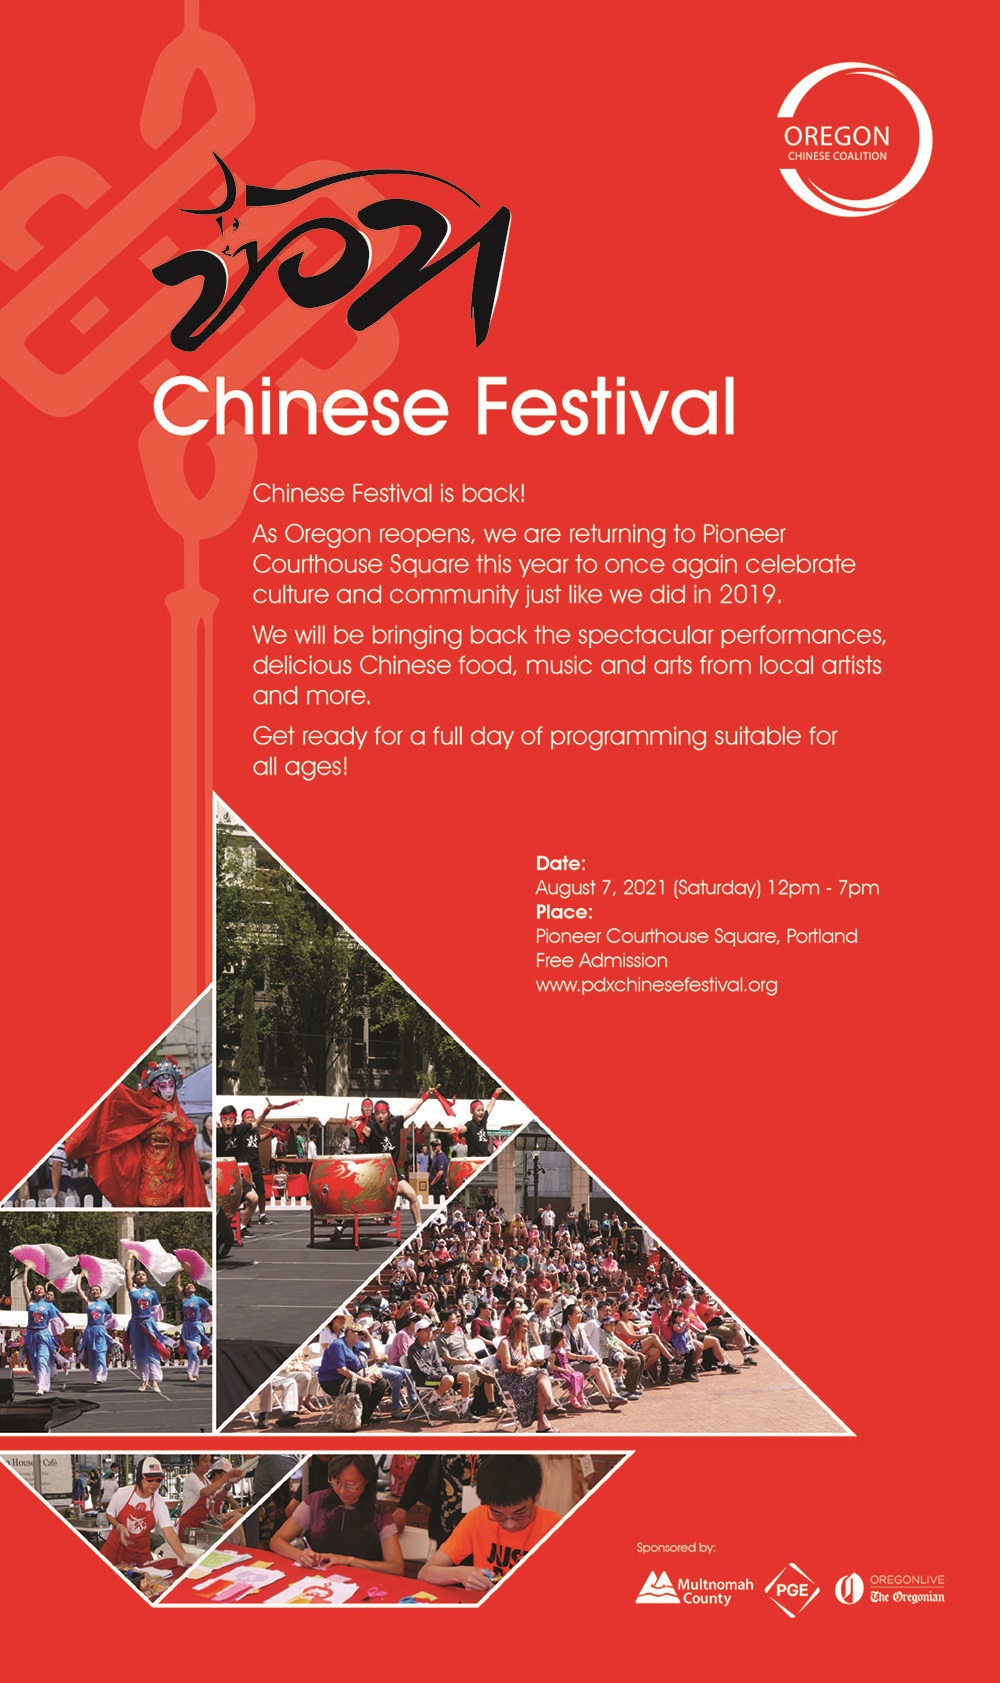 OREGON
CHINESE COALITION
2021
Chinese Festival
Chinese Festival is back!
As Oregon reopens, we are returning to Pioneer
Courthouse Square this year to once again celebrate
culture and community just like we did in 2019.
We will be bringing back the spectacular performances,
delicious Chinese food, music and arts from local artists
and more.
Get ready for a full day of programming suitable for
all ages!
Date:
August 7, 2021 (Saturday) 12pm - 7pm
Place:
Pioneer Courthouse Square, Portland
Free Admission
www.pdxchinesefestival.org
House
Café
JUS
Sponsored by:
Multnomah
County
PGE
OREGONLIVE
The Oregonian